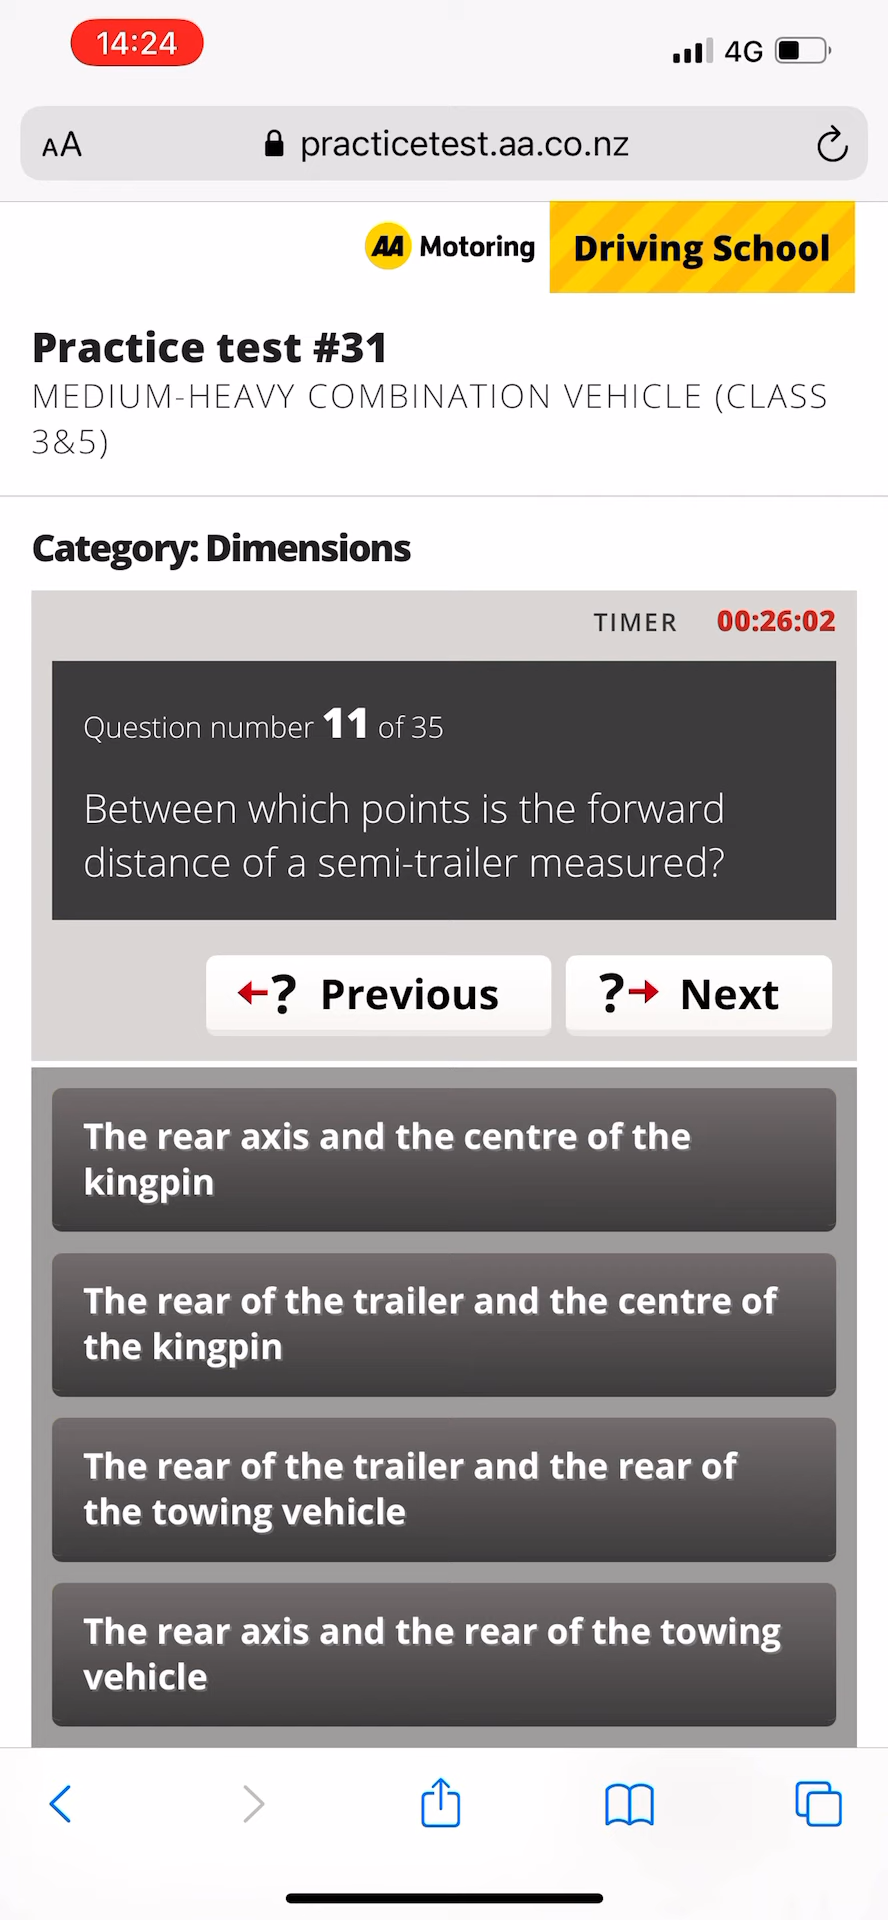 14:24
4G
AA
practicetest.aa.co.nz
AA Motoring
Driving School
Practice test #31
MEDIUM-HEAVY COMBINATION VEHICLE (CLASS
3&5)
Category: Dimensions
TIMER 00:26:02
Question number 11 of 35
Between which points is the forward
distance of a semi-trailer measured?
? Previous
? Next
The rear axis and the centre of the
kingpin
The rear of the trailer and the centre of
the kingpin
The rear of the trailer and the rear of
the towing vehicle
The rear axis and the rear of the towing
vehicle